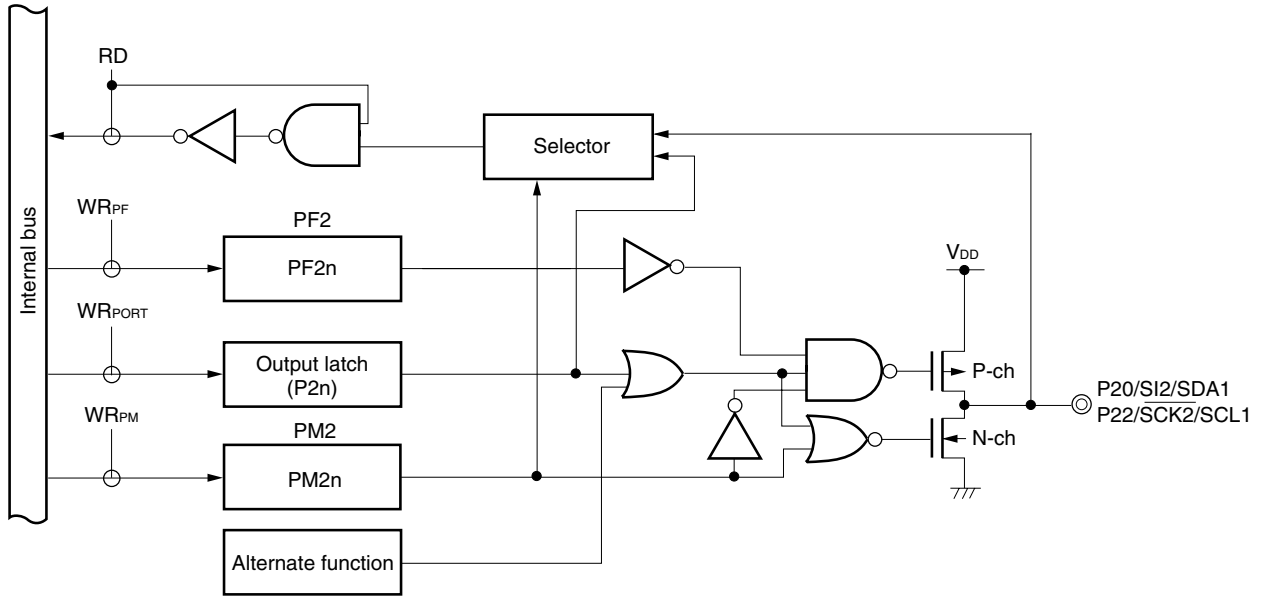 RD
Selector
Internal bus
WRPF
PF2
PF2n
VDD
WRPORT
Output latch
(P2n)
P-ch
P20/SI2/SDA1
P22/SCK2/SCL1
WRPM
PM2
PM2n
N-ch
Alternate function